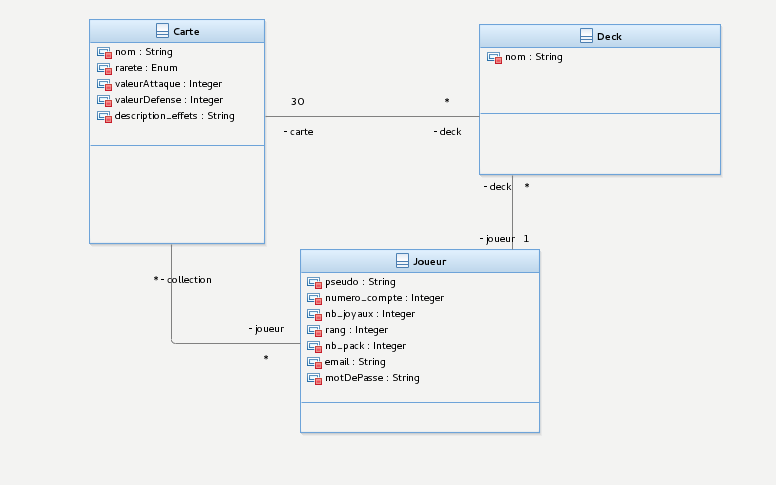 Carte
nom : String
rarete : Enum
valeurAttaque : Integer
valeurDefense : Integer
description_effets : String
Deck
nom : String
30
*
- carte
- deck
- deck *
- joueur 1
* - collection
- joueur
*
Joueur
pseudo : String
numero_compte : Integer
nb_joyaux : Integer
rang : Integer
nb_pack : Integer
email : String
motDePasse : String